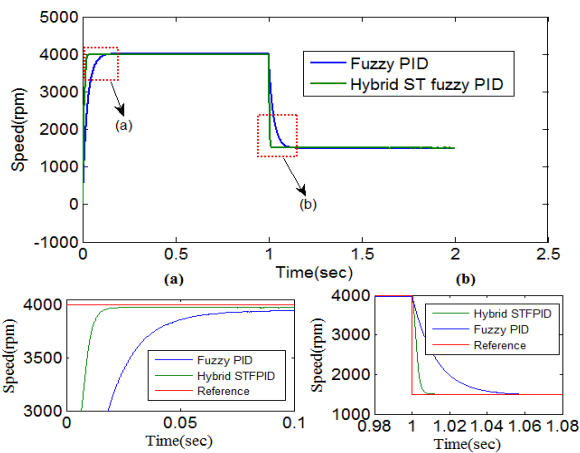 5000
4000
3000
2000
1000
0
-1000
Speed(rpm)
Fuzzy PID
Hybrid ST fuzzy PID
(a)
(b)
0
0.5
1
1.5
2
2.5
Time(sec)
(a)
(b)
4000
3500
3000
Speed(rpm)
Fuzzy PID
Hybrid STFPID
Reference
0
0.05
0.1
Time(sec)
4000
3000
2000
1000
Speed(rpm)
Hybrid STFPID
Fuzzy PID
Reference
0.98
1
1.02
1.04
1.06
1.08
Time(sec)